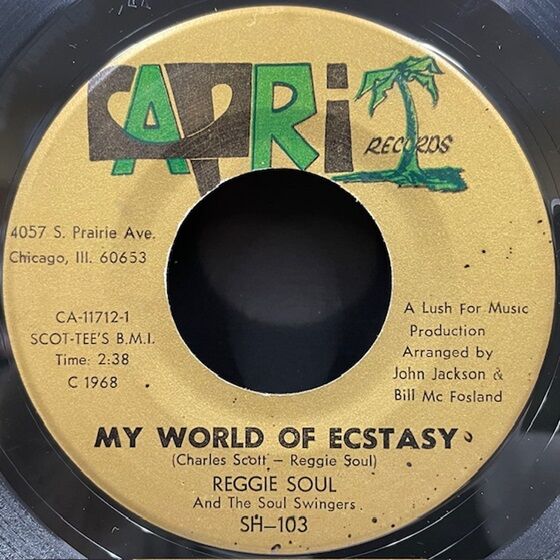 CAPRI
RECORDS
4057 S. Prairie Ave.
Chicago, Ill. 60653
CA-11712-1
SCOT-TEE'S B.M.I.
Time: 2:38
C 1968
A Lush For Music
Production
Arranged by
John Jackson &
Bill Mc Fosland
MY WORLD OF ECSTASY
(Charles Scott – Reggie Soul)
REGGIE SOUL
And The Soul Swingers
SH–103